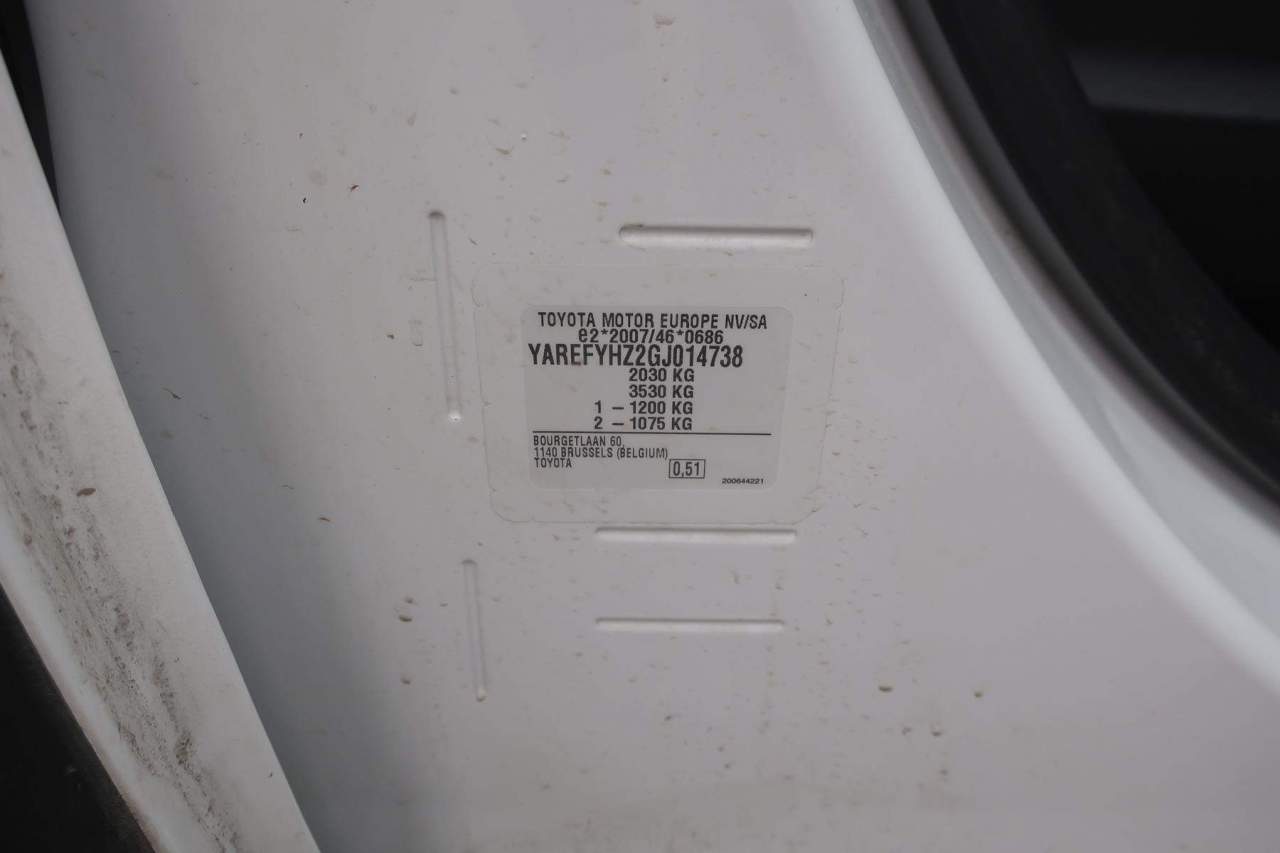 TOYOTA MOTOR EUROPE NV/SA
e2*2007/46*0686
YAREFYHZ2GJ014738
2030 KG
3530 KG
1 – 1200 KG
2 – 1075 KG
BOURGETLAAN 60,
1140 BRUSSELS (BELGIUM)
TOYOTA
0,51
200644221